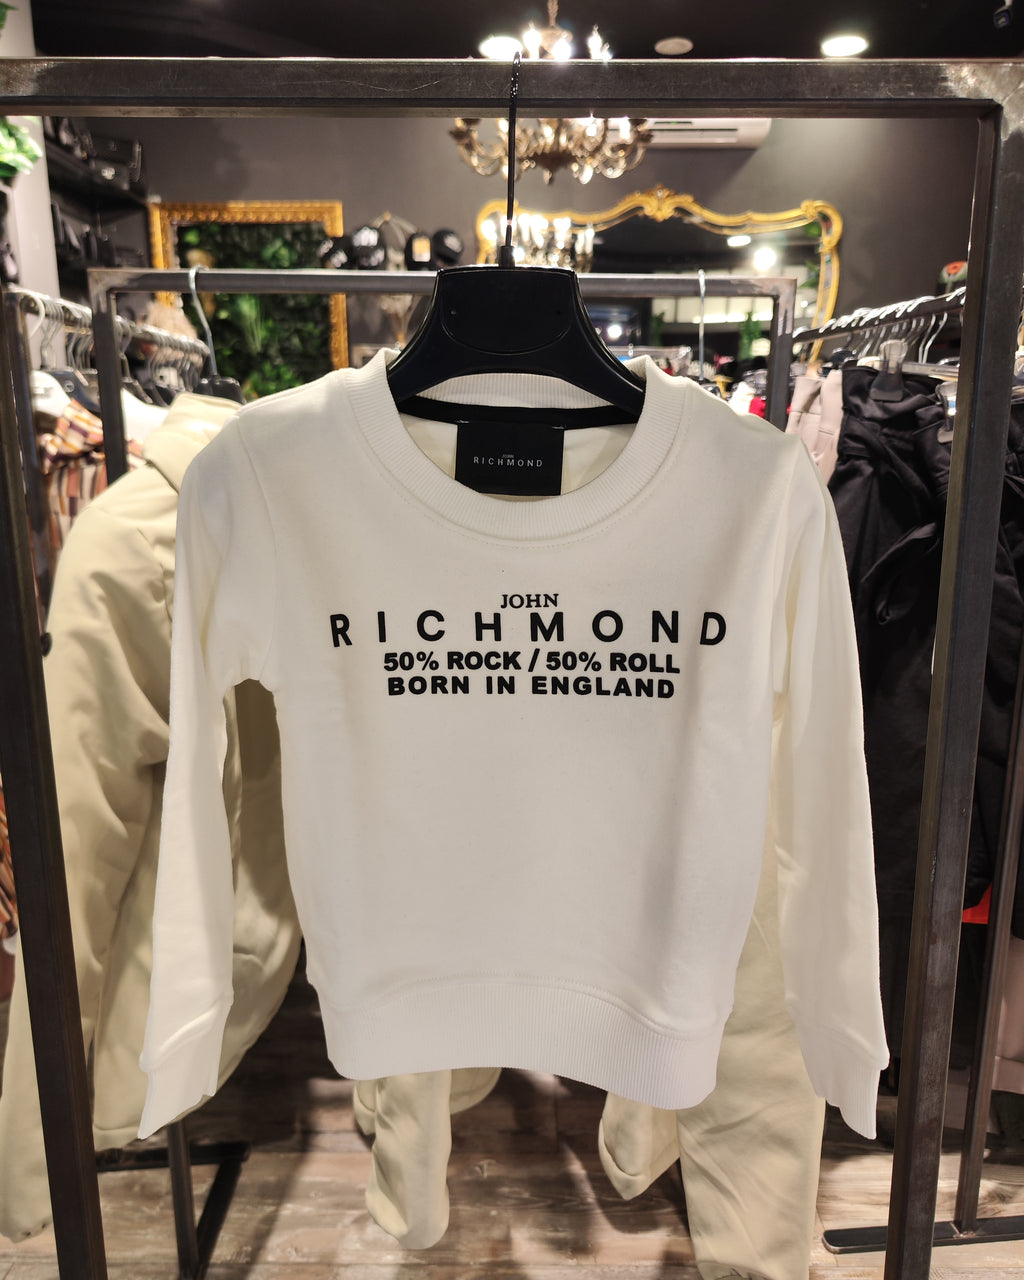 JOHN
RICHMOND
JOHN
RICHMOND
50% ROCK / 50% ROLL
BORN IN ENGLAND